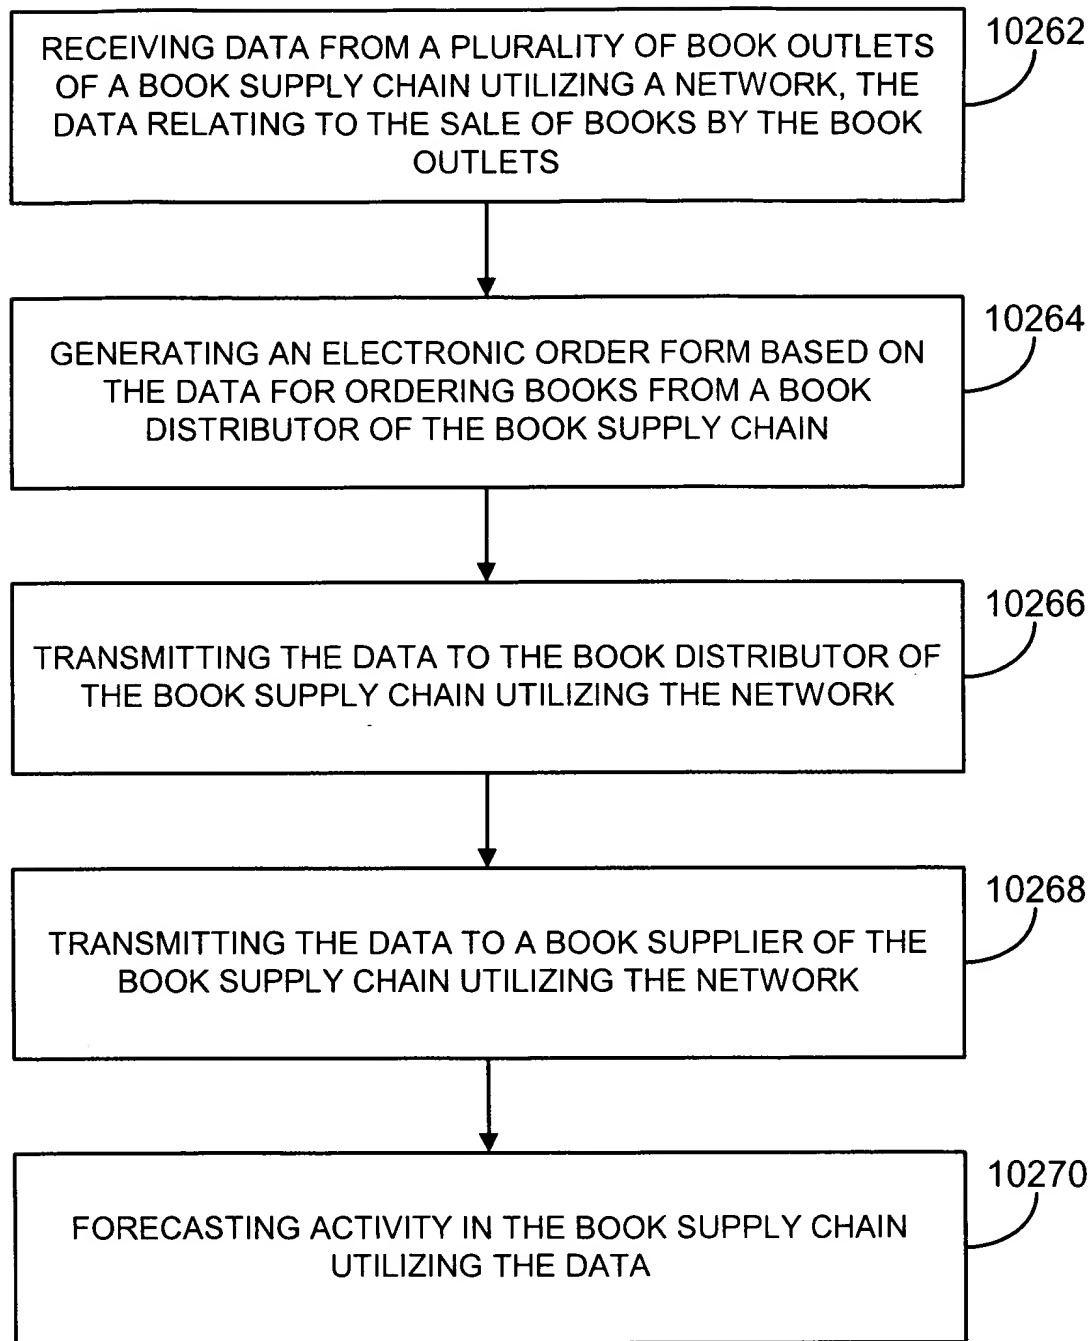 RECEIVING DATA FROM A PLURALITY OF BOOK OUTLETS
OF A BOOK SUPPLY CHAIN UTILIZING A NETWORK, THE
DATA RELATING TO THE SALE OF BOOKS BY THE BOOK
OUTLETS
10262
GENERATING AN ELECTRONIC ORDER FORM BASED ON
THE DATA FOR ORDERING BOOKS FROM A BOOK
DISTRIBUTOR OF THE BOOK SUPPLY CHAIN
10264
TRANSMITTING THE DATA TO THE BOOK DISTRIBUTOR OF
THE BOOK SUPPLY CHAIN UTILIZING THE NETWORK
10266
TRANSMITTING THE DATA TO A BOOK SUPPLIER OF THE
BOOK SUPPLY CHAIN UTILIZING THE NETWORK
10268
FORECASTING ACTIVITY IN THE BOOK SUPPLY CHAIN
UTILIZING THE DATA
10270